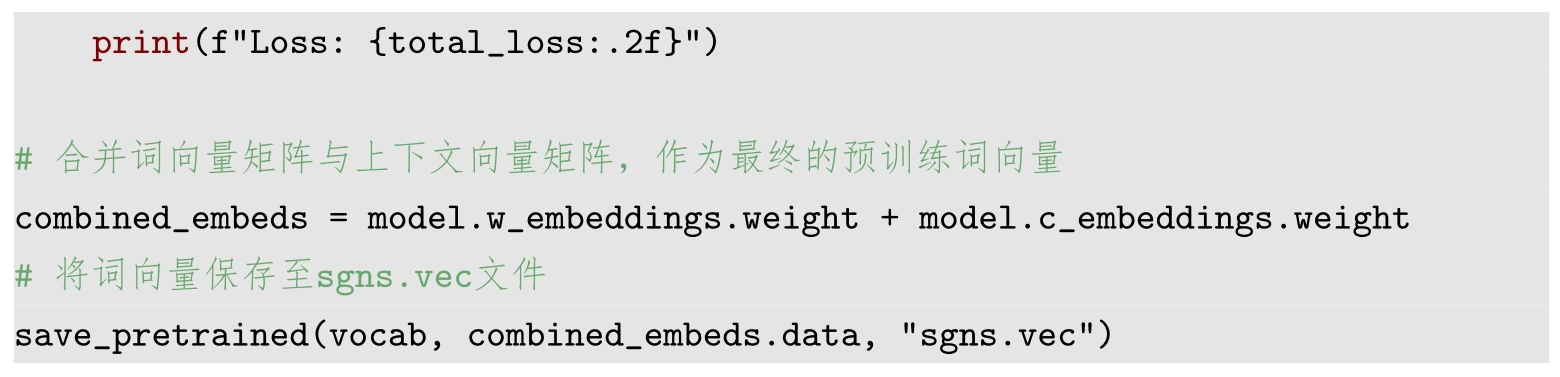 print(f"Loss: {total_loss:.2f}")
# 合并词向量矩阵与上下文向量矩阵，作为最终的预训练词向量
combined_embeds = model.w_embeddings.weight + model.c_embeddings.weight
# 将词向量保存至sgns.vec文件
save_pretrained(vocab, combined_embeds.data, "sgns.vec")